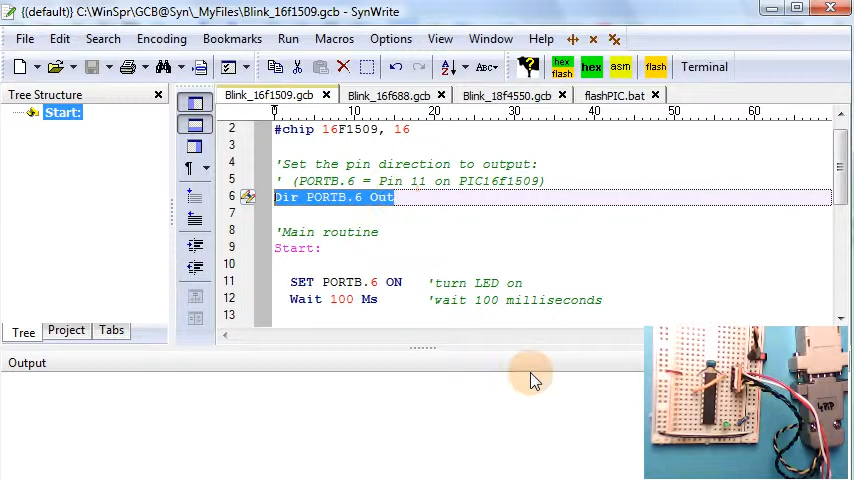 {(default)} C:\WinSpr\GCB@Syn\_MyFiles\Blink_16f1509.gcb - SynWrite
File Edit Search Encoding Bookmarks Run Macros Options View Window Help
hex flash hex asm flash Terminal
Tree Structure
Blink_16f1509.gcb Blink_16f688.gcb Blink_18f4550.gcb flashPIC.bat
Start:
0 10 20 30 40 50 60
2 #chip 16F1509, 16
3
4 'Set the pin direction to output:
5 ' (PORTB.6 = Pin 11 on PIC16f1509)
6 Dir PORTB.6 Out
7
8 'Main routine
9 Start:
10
11 SET PORTB.6 ON 'turn LED on
12 Wait 100 Ms 'wait 100 milliseconds
13
Tree Project Tabs
Output